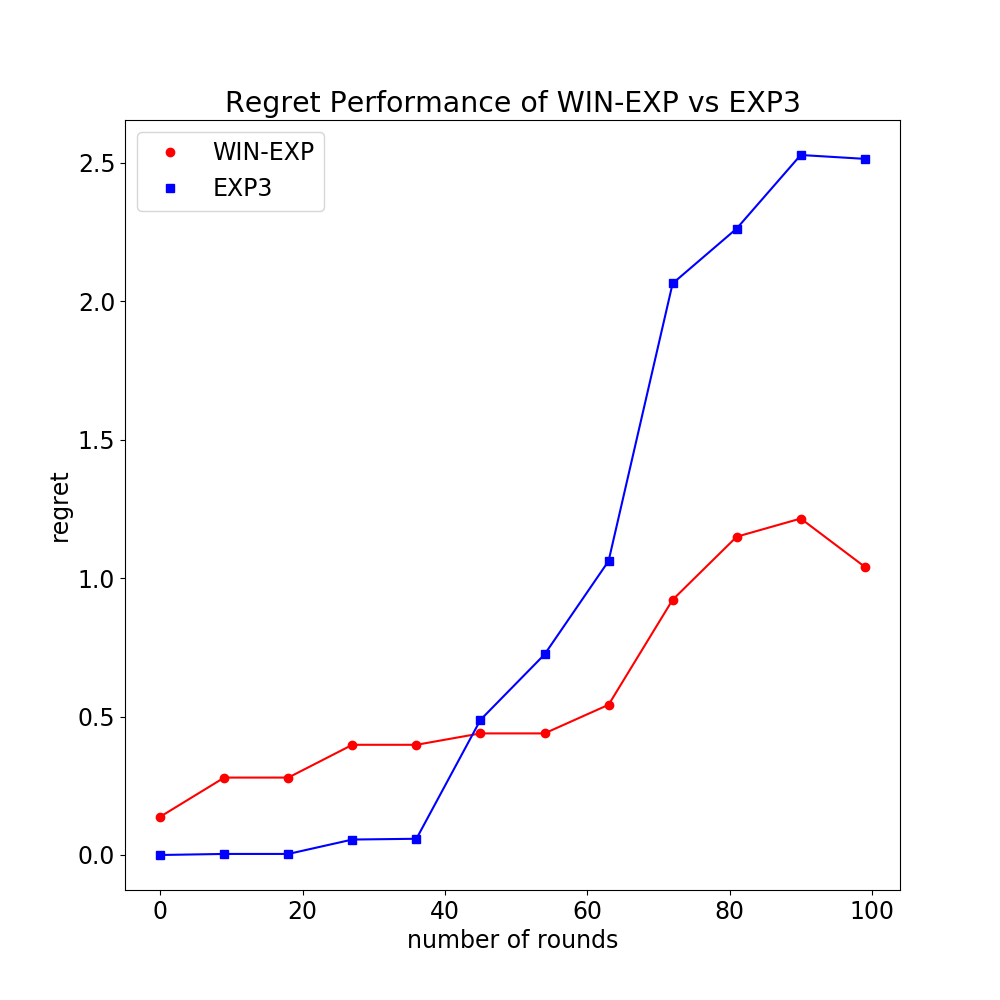 Regret Performance of WIN-EXP vs EXP3
WIN-EXP
EXP3
2.5
2.0
1.5
1.0
0.5
0.0
regret
0 20 40 60 80 100
number of rounds